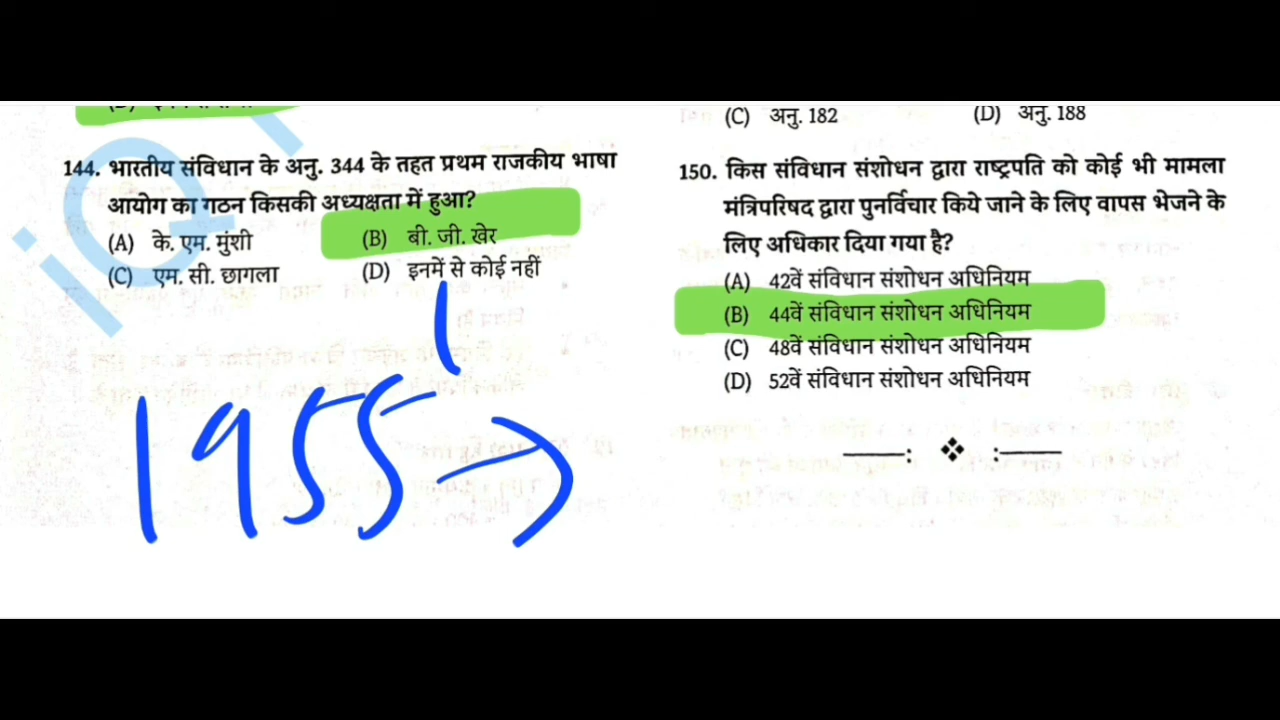 (C) अनु. 182
(D) अनु. 188
144. भारतीय संविधान के अनु. 344 के तहत प्रथम राजकीय भाषा
आयोग का गठन किसकी अध्यक्षता में हुआ?
(A) के. एम. मुंशी
(B) बी. जी. खेर
(C) एम. सी. छागला
(D) इनमें से कोई नहीं
1955 →
150. किस संविधान संशोधन द्वारा राष्ट्रपति को कोई भी मामला
मंत्रिपरिषद द्वारा पुनर्विचार किये जाने के लिए वापस भेजने के
लिए अधिकार दिया गया है?
(A) 42वें संविधान संशोधन अधिनियम
(B) 44वें संविधान संशोधन अधिनियम
(C) 48वें संविधान संशोधन अधिनियम
(D) 52वें संविधान संशोधन अधिनियम